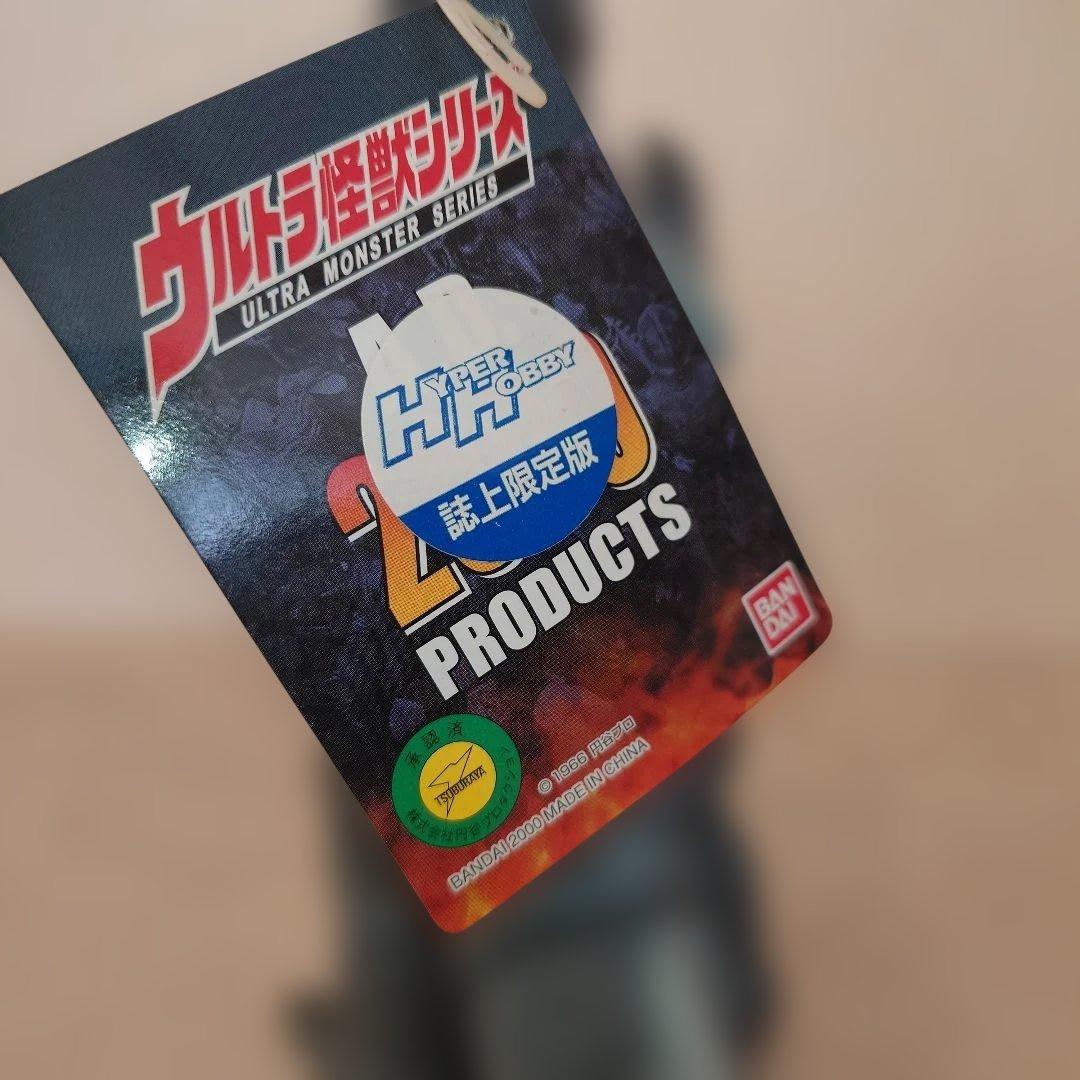 ウルトラ怪獣シリーズ
ULTRA MONSTER SERIES
HYPER
HOBBY
誌上限定版
PRODUCTS
BAN
DAI
承認済
TSUBURAYA
株式会社円谷プロダクション
© 1966 円谷プロ
BANDAI 2000 MADE IN CHINA